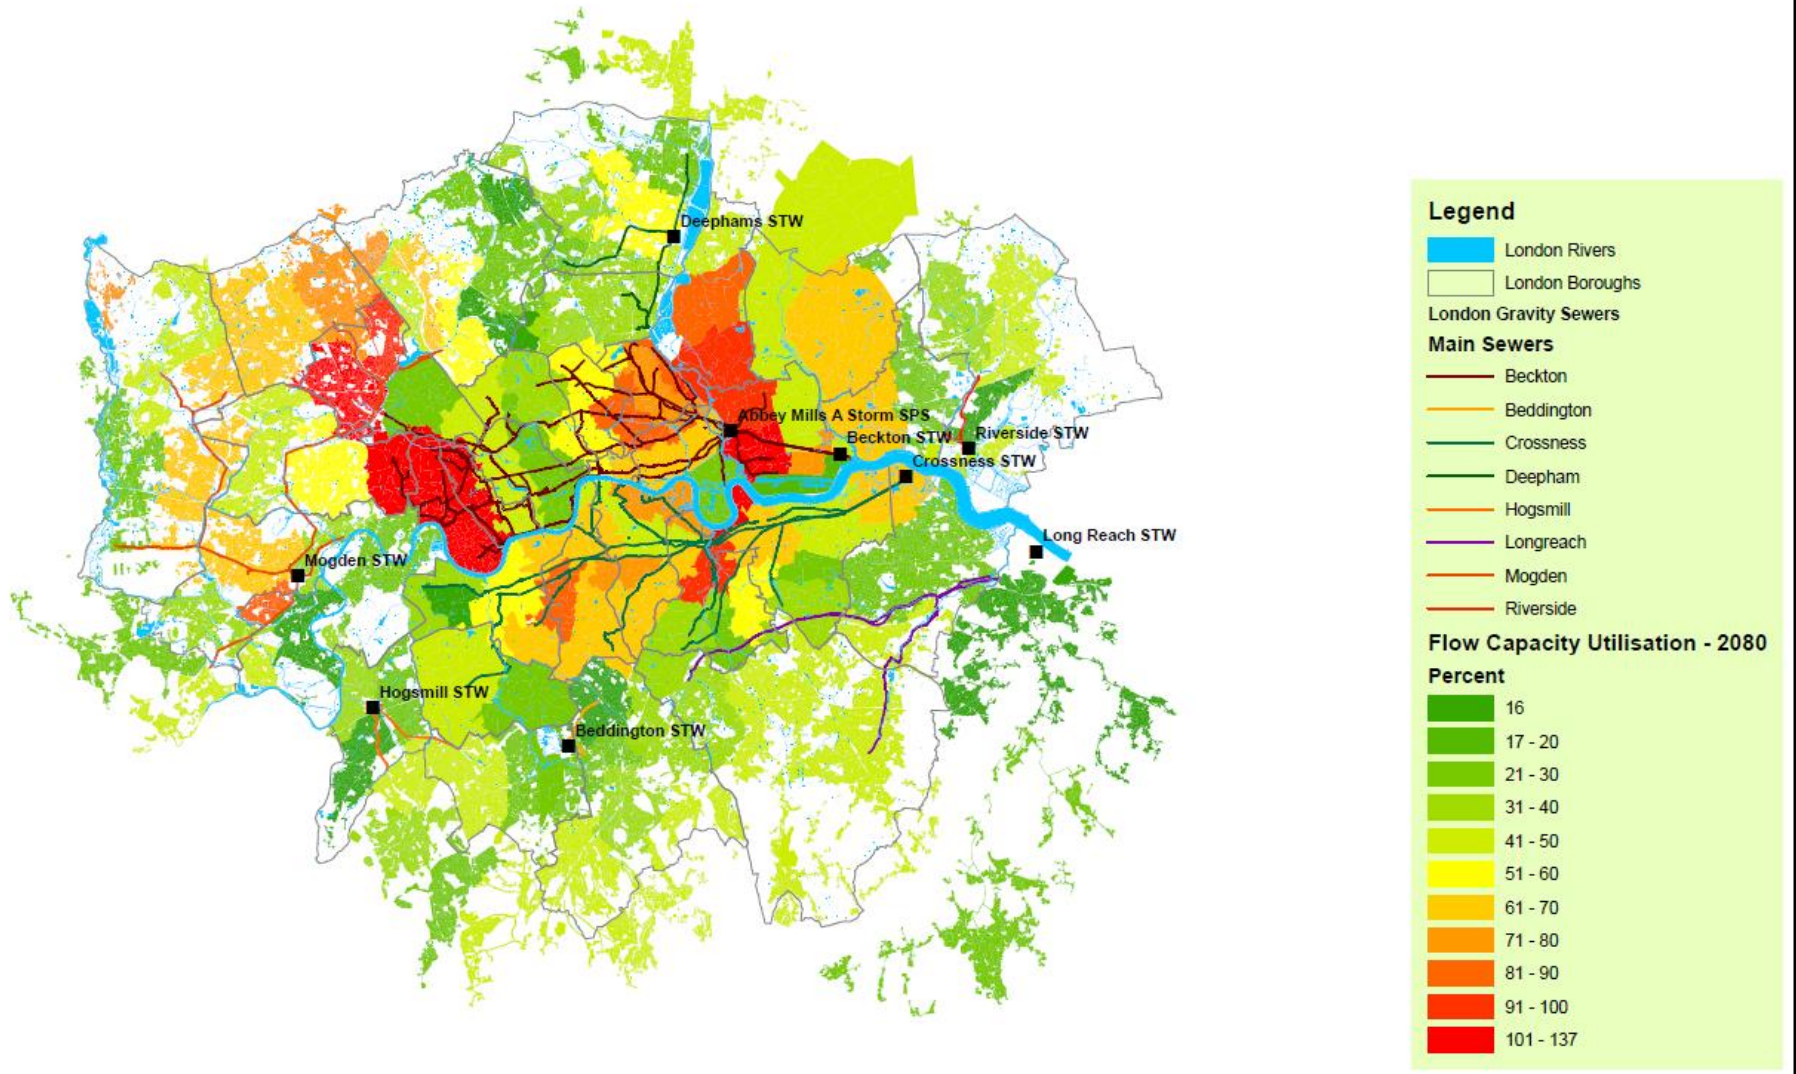 Deephams STW
Abbey Mills A Storm SPS
Beckton STW
Riverside STW
Crossness STW
Long Reach STW
Mogden STW
Hogsmill STW
Beddington STW
Legend
London Rivers
London Boroughs
London Gravity Sewers
Main Sewers
Beckton
Beddington
Crossness
Deepham
Hogsmill
Longreach
Mogden
Riverside
Flow Capacity Utilisation - 2080
Percent
16
17 - 20
21 - 30
31 - 40
41 - 50
51 - 60
61 - 70
71 - 80
81 - 90
91 - 100
101 - 137